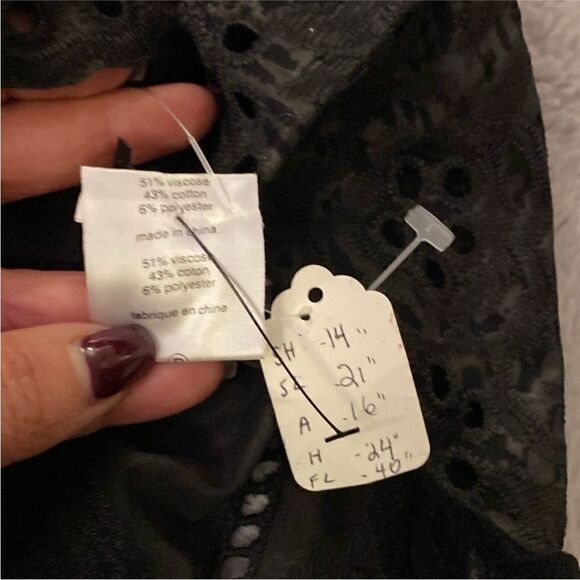 51% viscose
43% cotton
6% polyester
made in china
51% viscose
43% coton
6% polyester
fabrique en chine
SH -14"
SL -21"
A -16"
H -24"
FL -40"